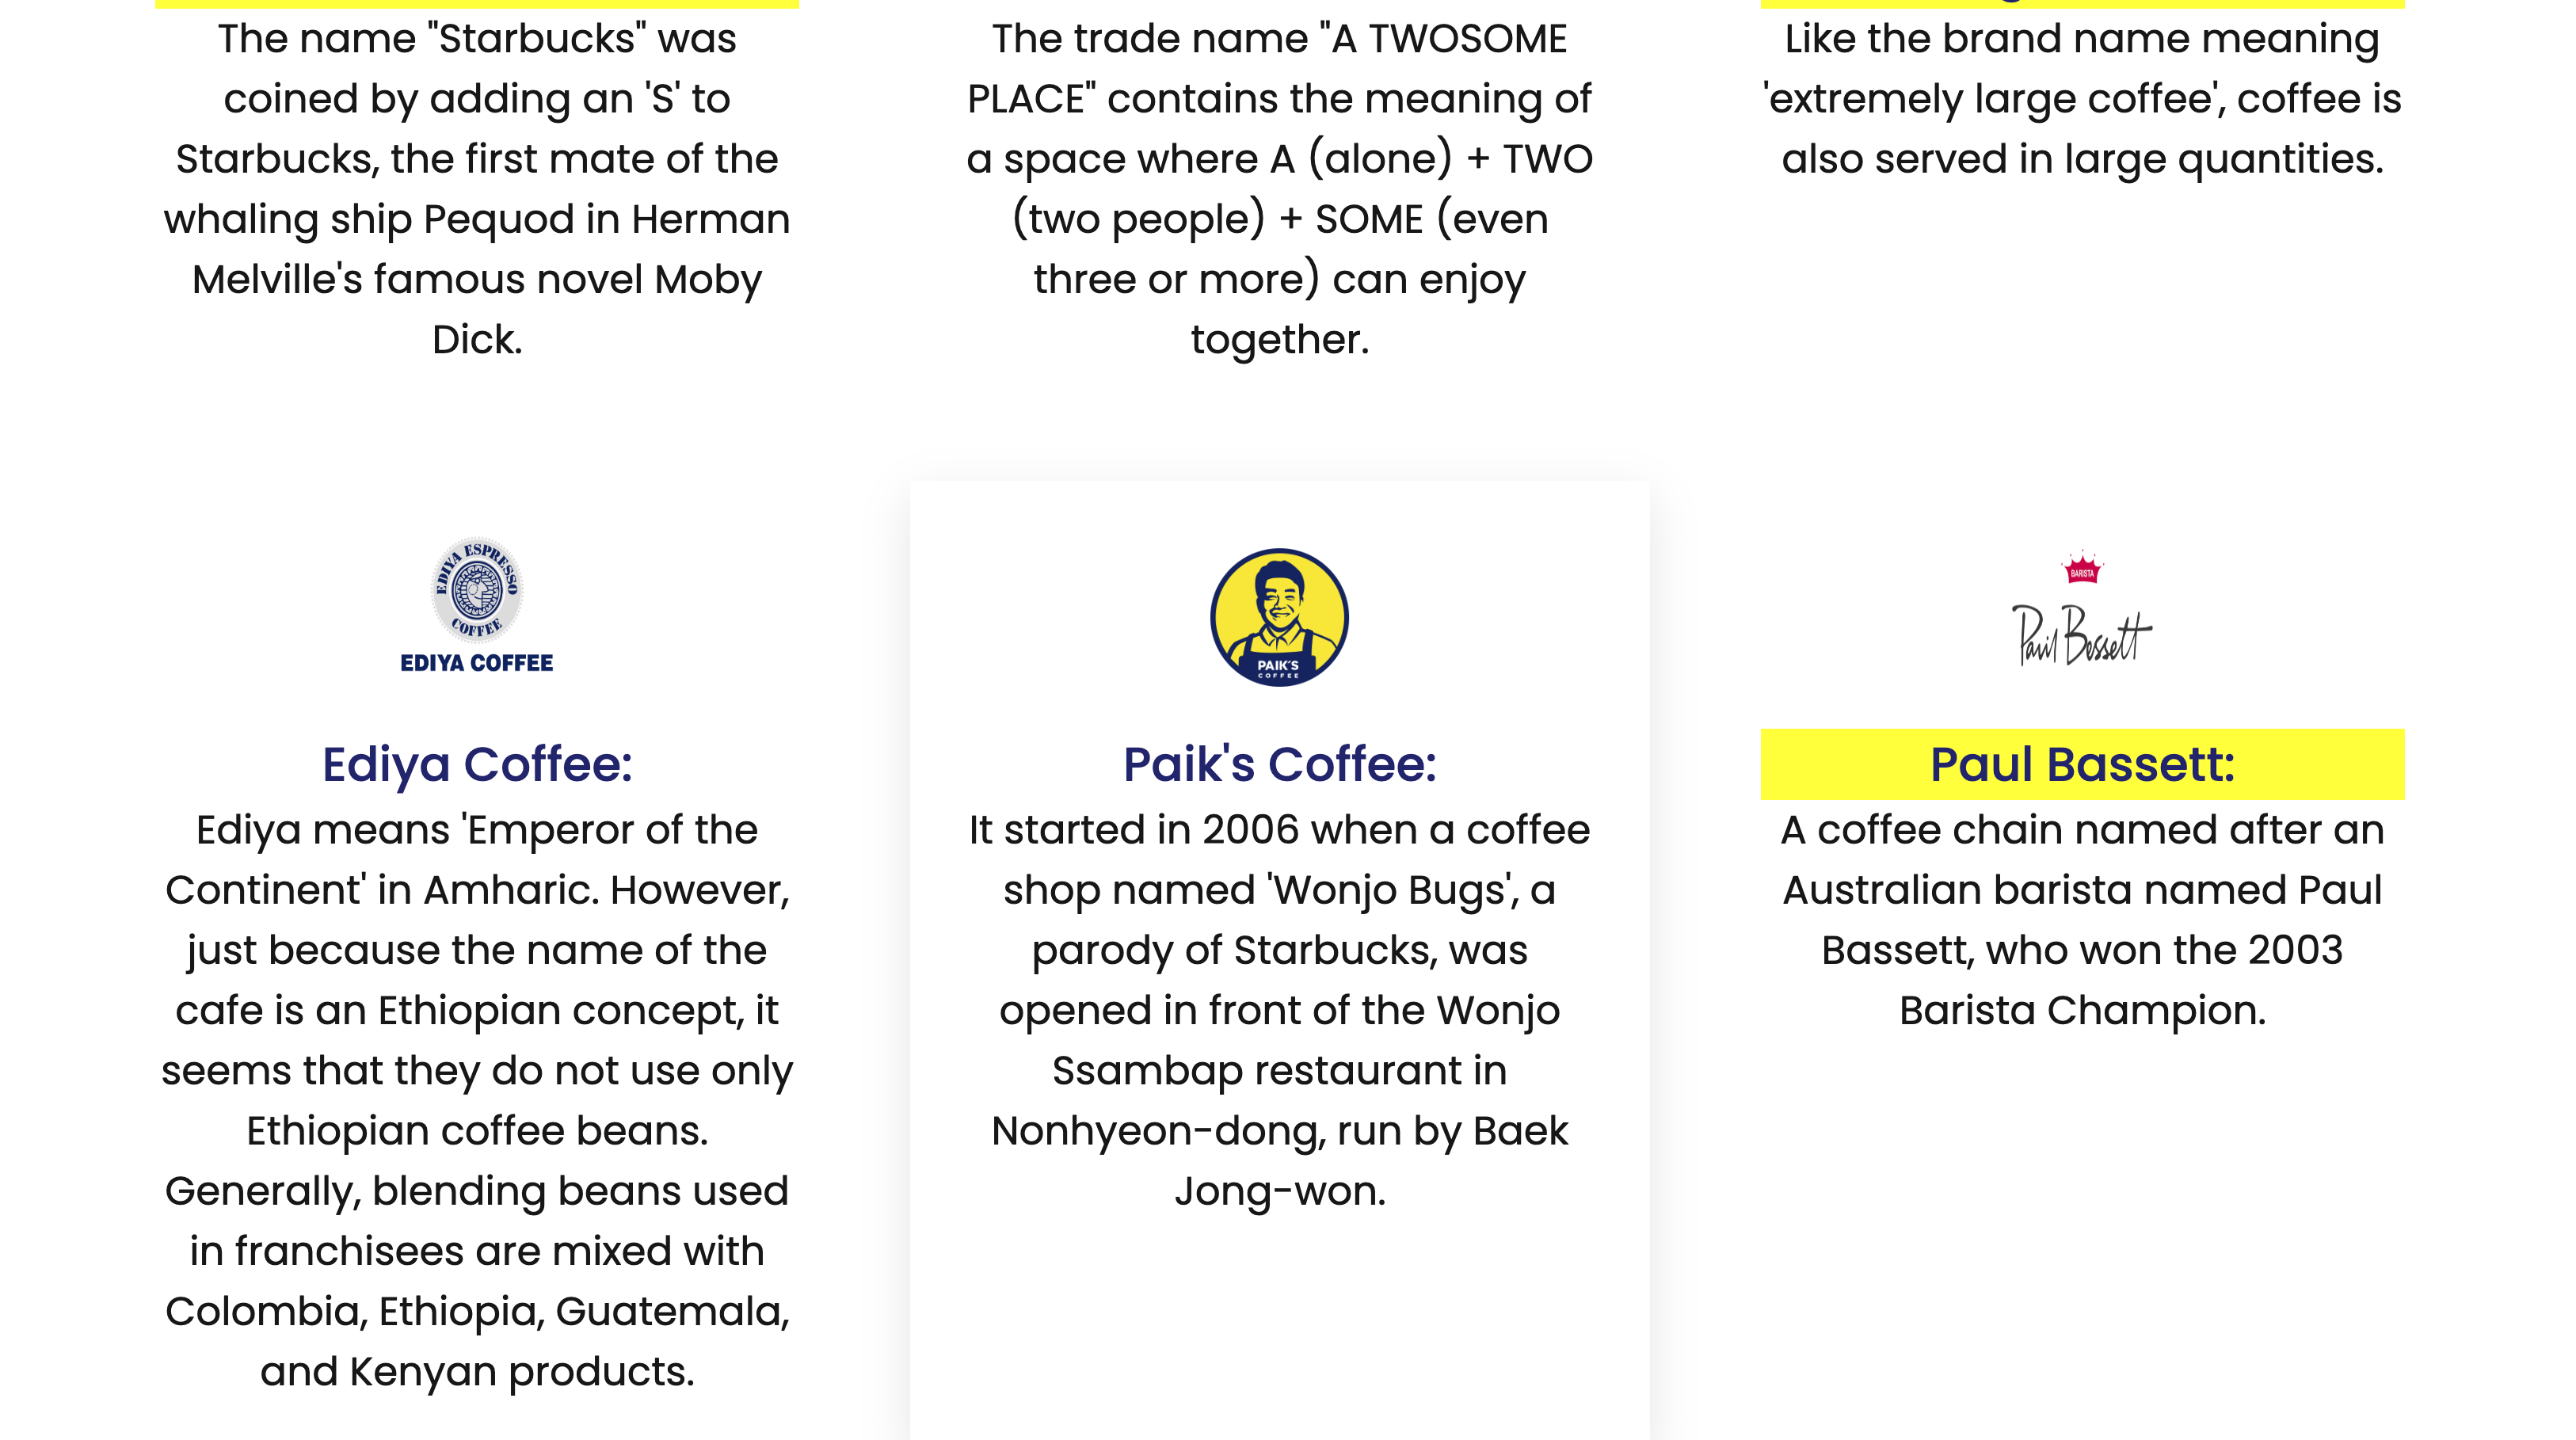 The name "Starbucks" was
coined by adding an 'S' to
Starbucks, the first mate of the
whaling ship Pequod in Herman
Melville's famous novel Moby
Dick.
The trade name "A TWOSOME
PLACE" contains the meaning of
a space where A (alone) + TWO
(two people) + SOME (even
three or more) can enjoy
together.
Like the brand name meaning
'extremely large coffee', coffee is
also served in large quantities.
EDIYA ESPRESSO
COFFEE
EDIYA COFFEE
Ediya Coffee:
Ediya means 'Emperor of the
Continent' in Amharic. However,
just because the name of the
cafe is an Ethiopian concept, it
seems that they do not use only
Ethiopian coffee beans.
Generally, blending beans used
in franchisees are mixed with
Colombia, Ethiopia, Guatemala,
and Kenyan products.
PAIK'S
COFFEE
Paik's Coffee:
It started in 2006 when a coffee
shop named 'Wonjo Bugs', a
parody of Starbucks, was
opened in front of the Wonjo
Ssambap restaurant in
Nonhyeon-dong, run by Baek
Jong-won.
BARISTA
Paul Bassett
Paul Bassett:
A coffee chain named after an
Australian barista named Paul
Bassett, who won the 2003
Barista Champion.